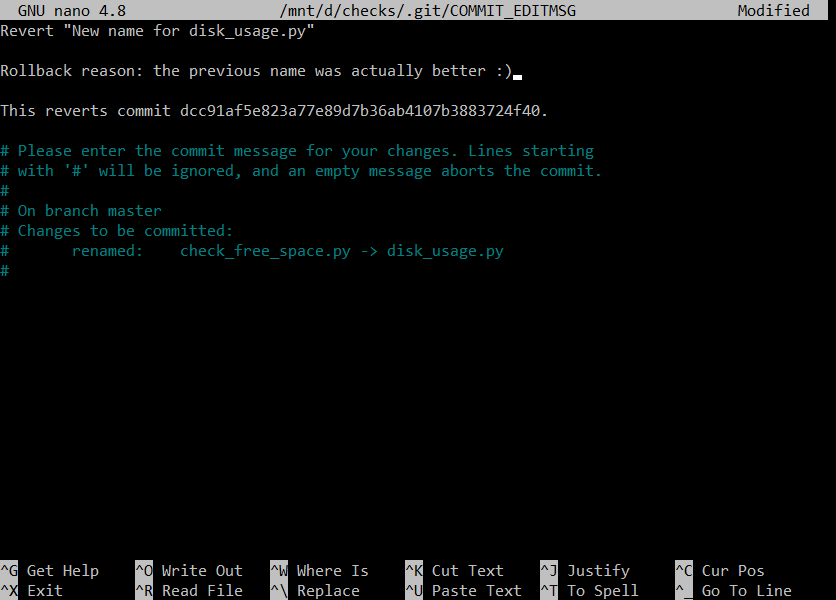 GNU nano 4.8 /mnt/d/checks/.git/COMMIT_EDITMSG Modified
Revert "New name for disk_usage.py"
Rollback reason: the previous name was actually better :)
This reverts commit dcc91af5e823a77e89d7b36ab4107b3883724f40.
# Please enter the commit message for your changes. Lines starting
# with '#' will be ignored, and an empty message aborts the commit.
#
# On branch master
# Changes to be committed:
#       renamed:    check_free_space.py -> disk_usage.py
#
^G Get Help ^O Write Out ^W Where Is ^K Cut Text ^J Justify ^C Cur Pos
^X Exit ^R Read File ^\ Replace ^U Paste Text ^T To Spell ^_ Go To Line